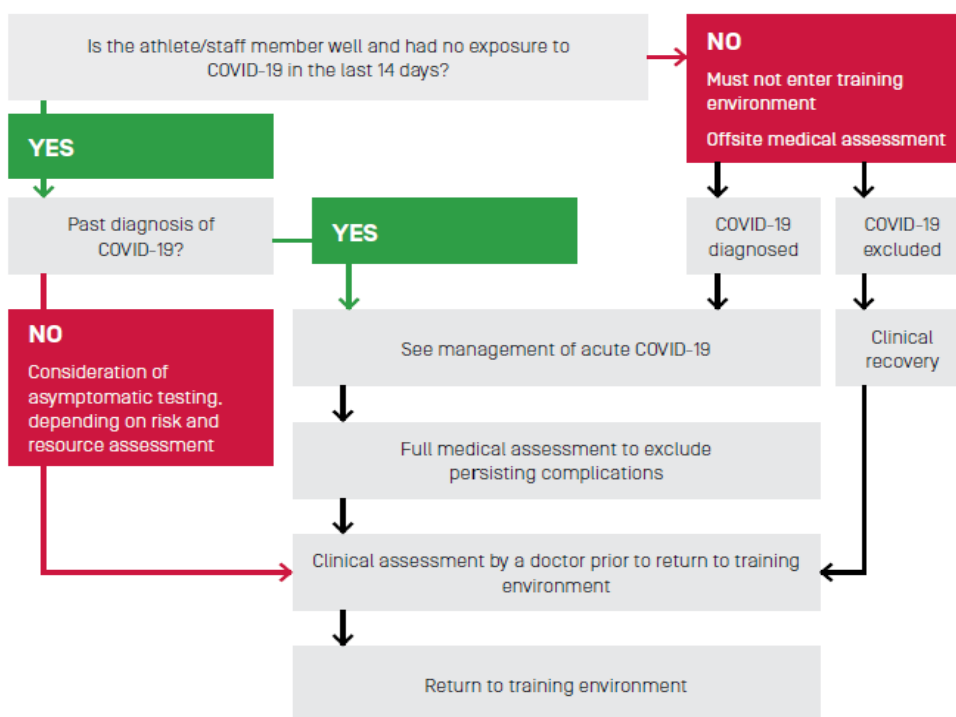 Is the athlete/staff member well and had no exposure to
COVID-19 in the last 14 days?
NO
Must not enter training
environment
Offsite medical assessment
YES
Past diagnosis of
COVID-19?
YES
COVID-19
diagnosed
COVID-19
excluded
NO
Consideration of
asymptomatic testing,
depending on risk and
resource assessment
See management of acute COVID-19
Clinical
recovery
Full medical assessment to exclude
persisting complications
Clinical assessment by a doctor prior to return to training
environment
Return to training environment